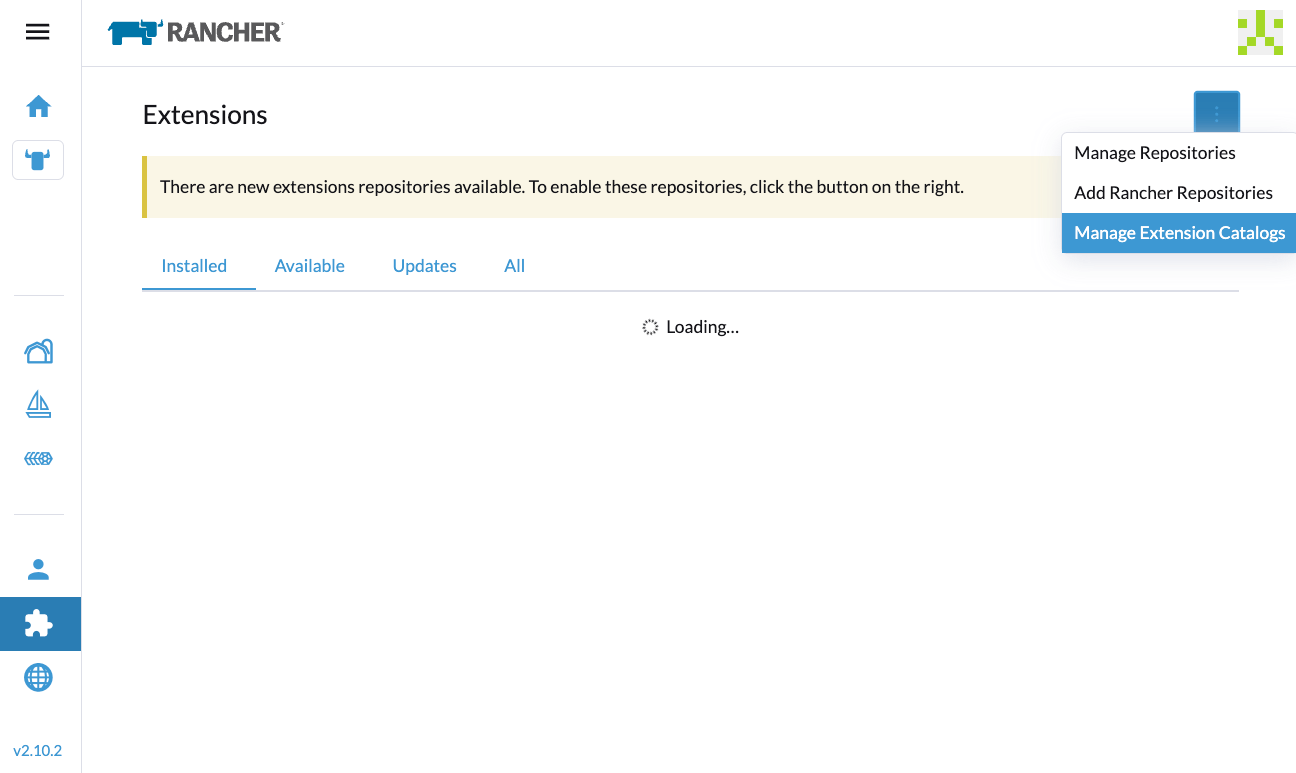 RANCHER
Extensions
Manage Repositories
There are new extensions repositories available. To enable these repositories, click the button on the right.
Add Rancher Repositories
Manage Extension Catalogs
Installed Available Updates All
Loading...
v2.10.2